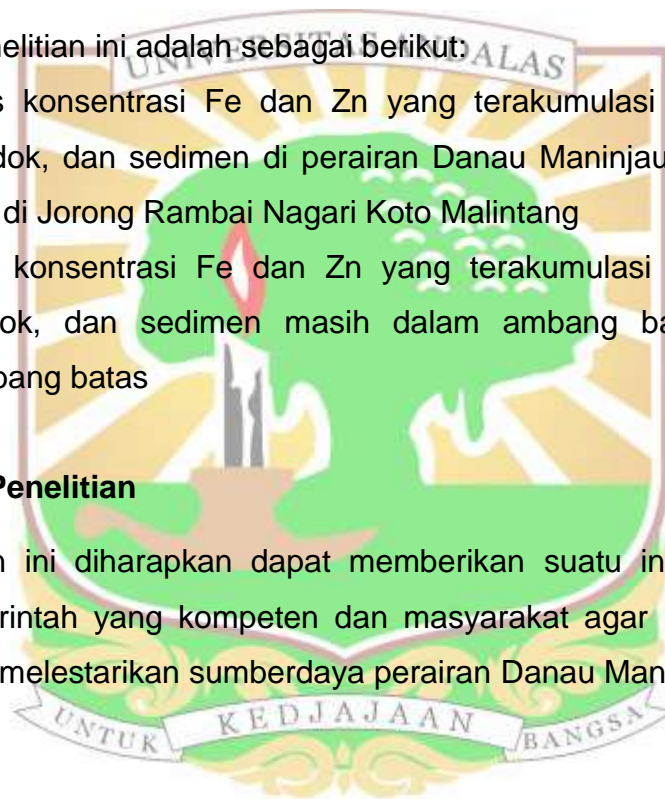 UNIVERSITAS ANDALAS
nelitian ini adalah sebagai berikut:
s konsentrasi Fe dan Zn yang terakumulasi
dok, dan sedimen di perairan Danau Maninjau
di Jorong Rambai Nagari Koto Malintang
konsentrasi Fe dan Zn yang terakumulasi
ok, dan sedimen masih dalam ambang ba
bang batas
Penelitian
n ini diharapkan dapat memberikan suatu in
rintah yang kompeten dan masyarakat agar
melestarikan sumberdaya perairan Danau Man
UNTUK KEDJAJAAN BANGSA